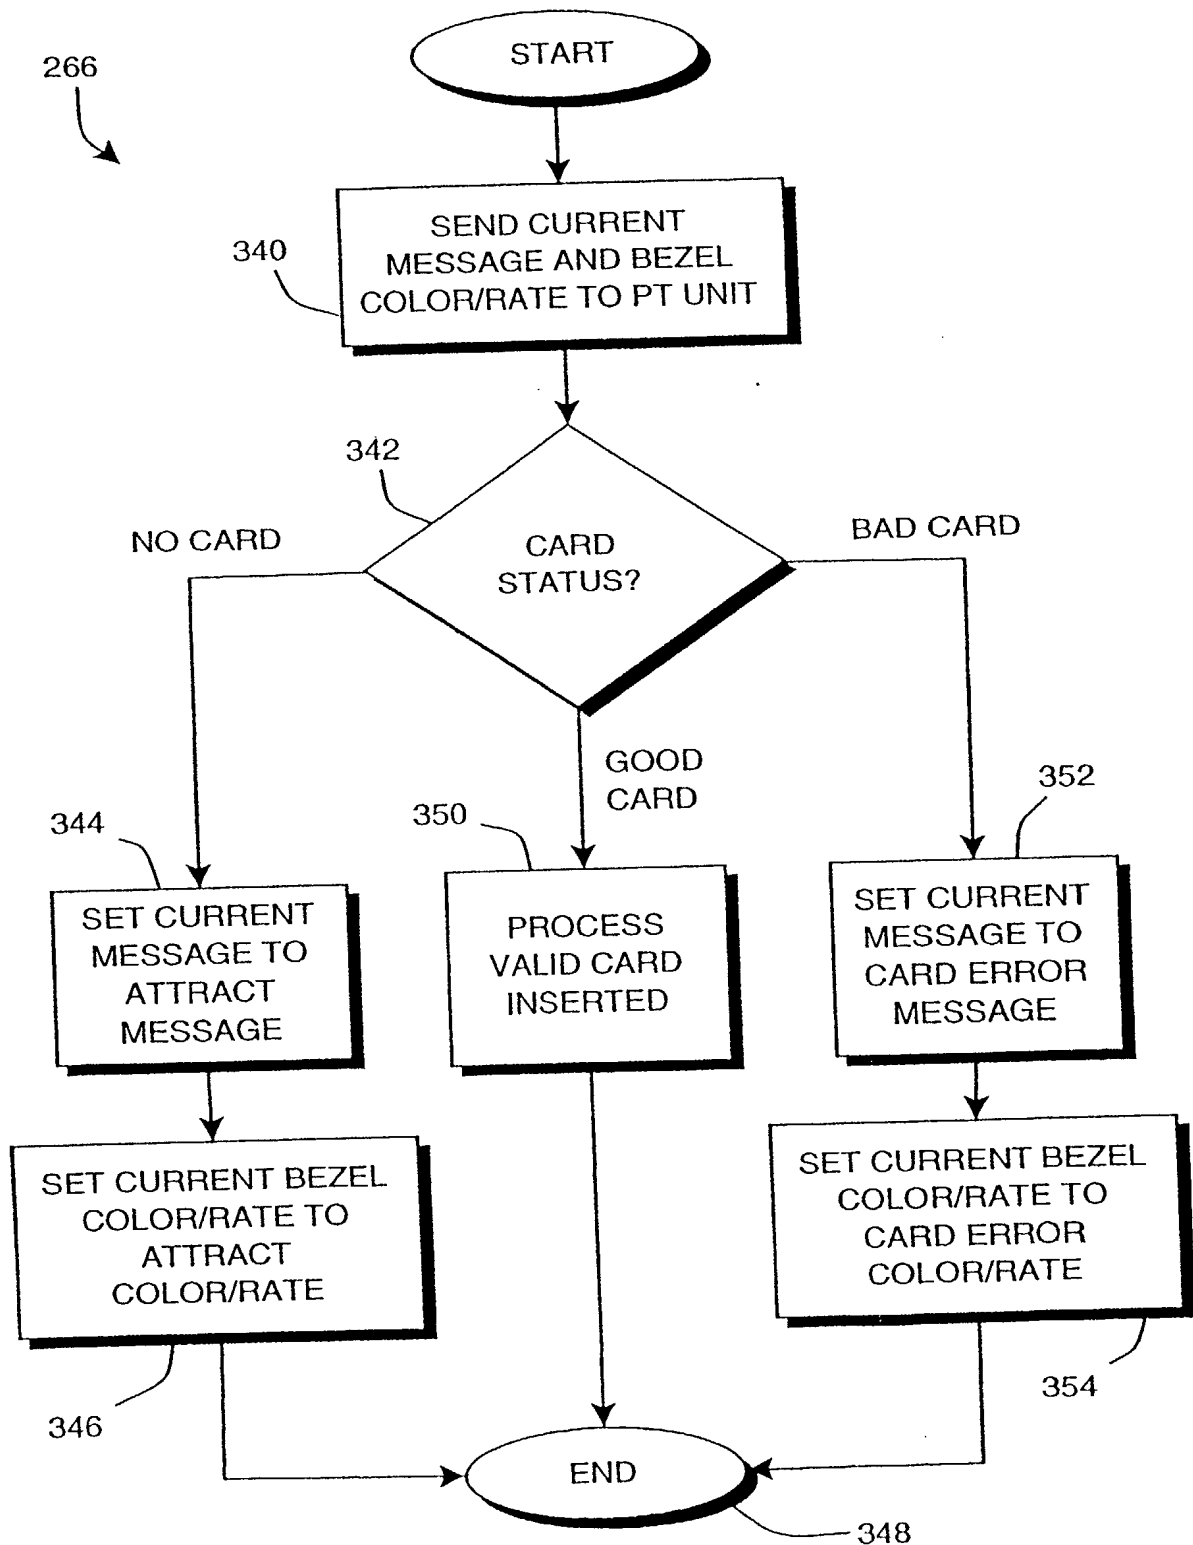 START
266
SEND CURRENT
MESSAGE AND BEZEL
COLOR/RATE TO PT UNIT
340
342
CARD
STATUS?
NO CARD
BAD CARD
GOOD
CARD
344
350
352
SET CURRENT
MESSAGE TO
ATTRACT
MESSAGE
PROCESS
VALID CARD
INSERTED
SET CURRENT
MESSAGE TO
CARD ERROR
MESSAGE
SET CURRENT BEZEL
COLOR/RATE TO
ATTRACT
COLOR/RATE
SET CURRENT BEZEL
COLOR/RATE TO
CARD ERROR
COLOR/RATE
346
354
END
348